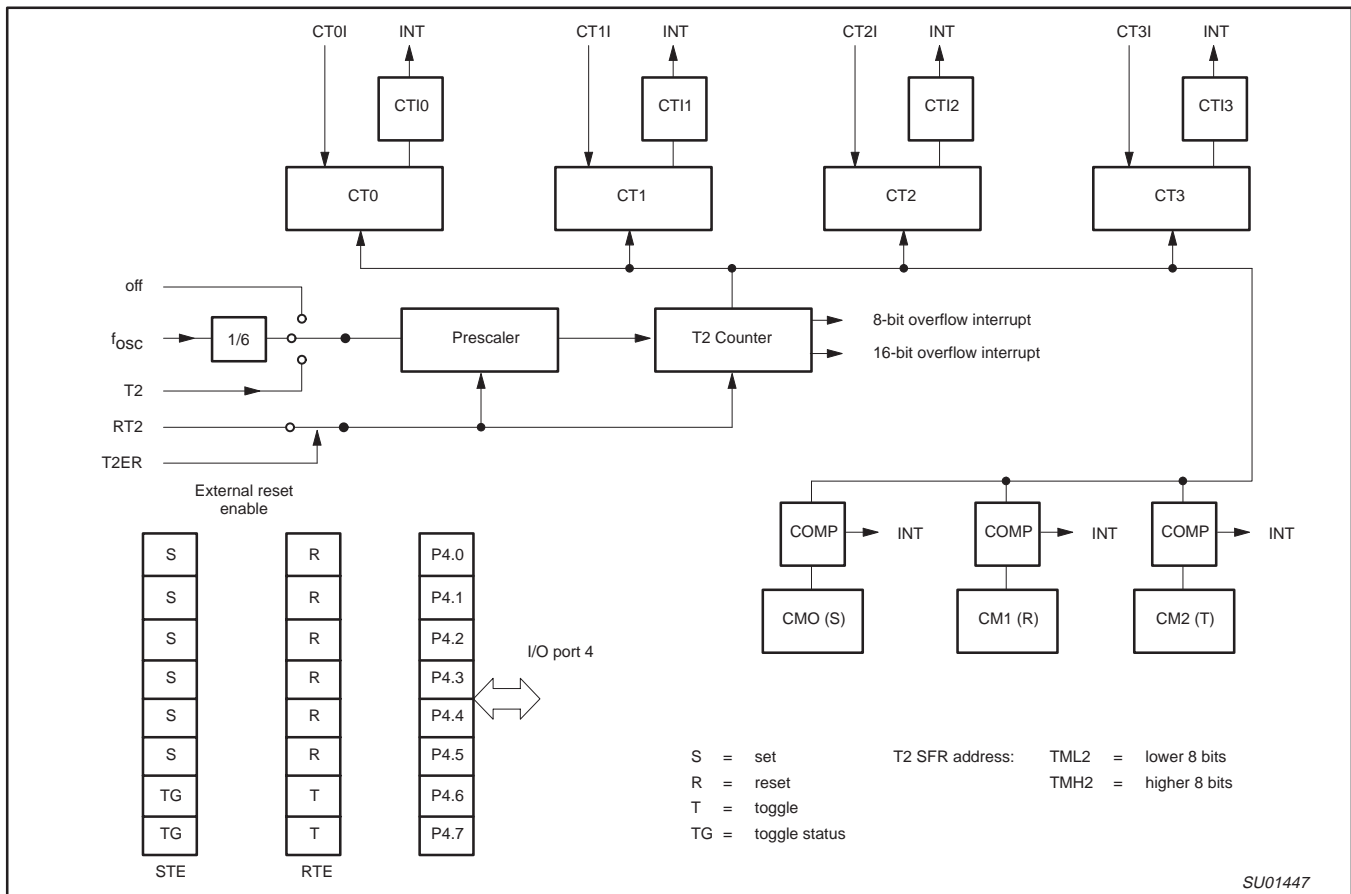 CT0I INT CT1I INT CT2I INT CT3I INT
CTI0 CTI1 CTI2 CTI3
CT0 CT1 CT2 CT3
off
fosc 1/6 Prescaler T2 Counter
8-bit overflow interrupt
16-bit overflow interrupt
T2
RT2
T2ER
External reset
enable
COMP INT COMP INT COMP INT
CMO (S) CM1 (R) CM2 (T)
S R P4.0
S R P4.1
S R P4.2
S R P4.3
S R P4.4
S R P4.5
TG T P4.6
TG T P4.7
STE RTE
I/O port 4
S = set
R = reset
T = toggle
TG = toggle status
T2 SFR address: TML2 = lower 8 bits
TMH2 = higher 8 bits
SU01447